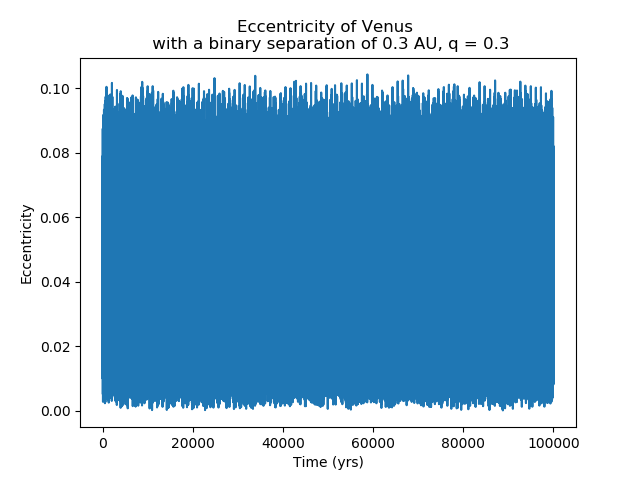 Eccentricity of Venus
with a binary separation of 0.3 AU, q = 0.3
0.10
0.08
0.06
0.04
0.02
0.00
Eccentricity
0 20000 40000 60000 80000 100000
Time (yrs)